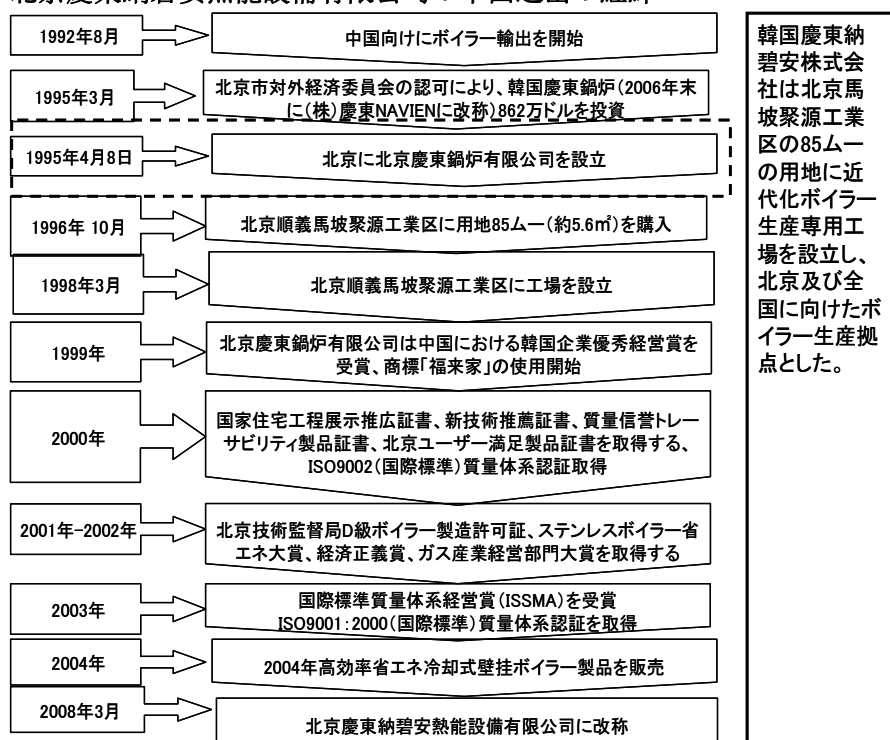 1992年8月
中国向けにボイラー輸出を開始
1995年3月
北京市対外経済委員会の認可により、韓国慶東鍋炉(2006年末
に(株)慶東NAVIENに改称)862万ドルを投資
1995年4月8日
北京に北京慶東鍋炉有限公司を設立
1996年 10月
北京順義馬坡聚源工業区に用地85ムー(約5.6㎡)を購入
1998年3月
北京順義馬坡聚源工業区に工場を設立
1999年
北京慶東鍋炉有限公司は中国における韓国企業優秀経営賞を
受賞、商標「福来家」の使用開始
2000年
国家住宅工程展示推広証書、新技術推薦証書、質量信誉トレー
サビリティ製品証書、北京ユーザー満足製品証書を取得する、
ISO9002(国際標準)質量体系認証取得
2001年-2002年
北京技術監督局D級ボイラー製造許可証、ステンレスボイラー省
エネ大賞、経済正義賞、ガス産業経営部門大賞を取得する
2003年
国際標準質量体系経営賞(ISSMA)を受賞
ISO9001:2000(国際標準)質量体系認証を取得
2004年
2004年高効率省エネ冷却式壁挂ボイラー製品を販売
2008年3月
北京慶東納碧安熱能設備有限公司に改称
韓国慶東納
碧安株式会
社は北京馬
坡聚源工業
区の85ムー
の用地に近
代化ボイラー
生産専用工
場を設立し、
北京及び全
国に向けたボ
イラー生産拠
点とした。